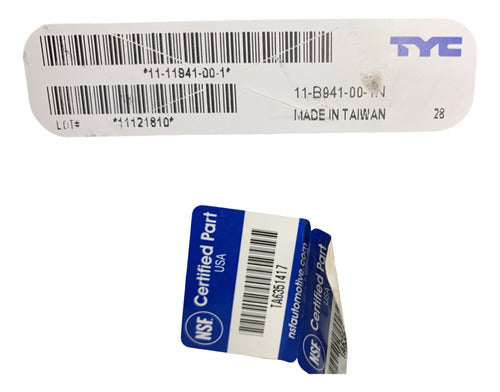 TYC
*11-11941-00-1*
11-B941-00-1N
LOT# *11121810*
MADE IN TAIWAN 28
NSF Certified Part
USA
TA6351417
nsfautomotive.com
NSF Certified Part
USA